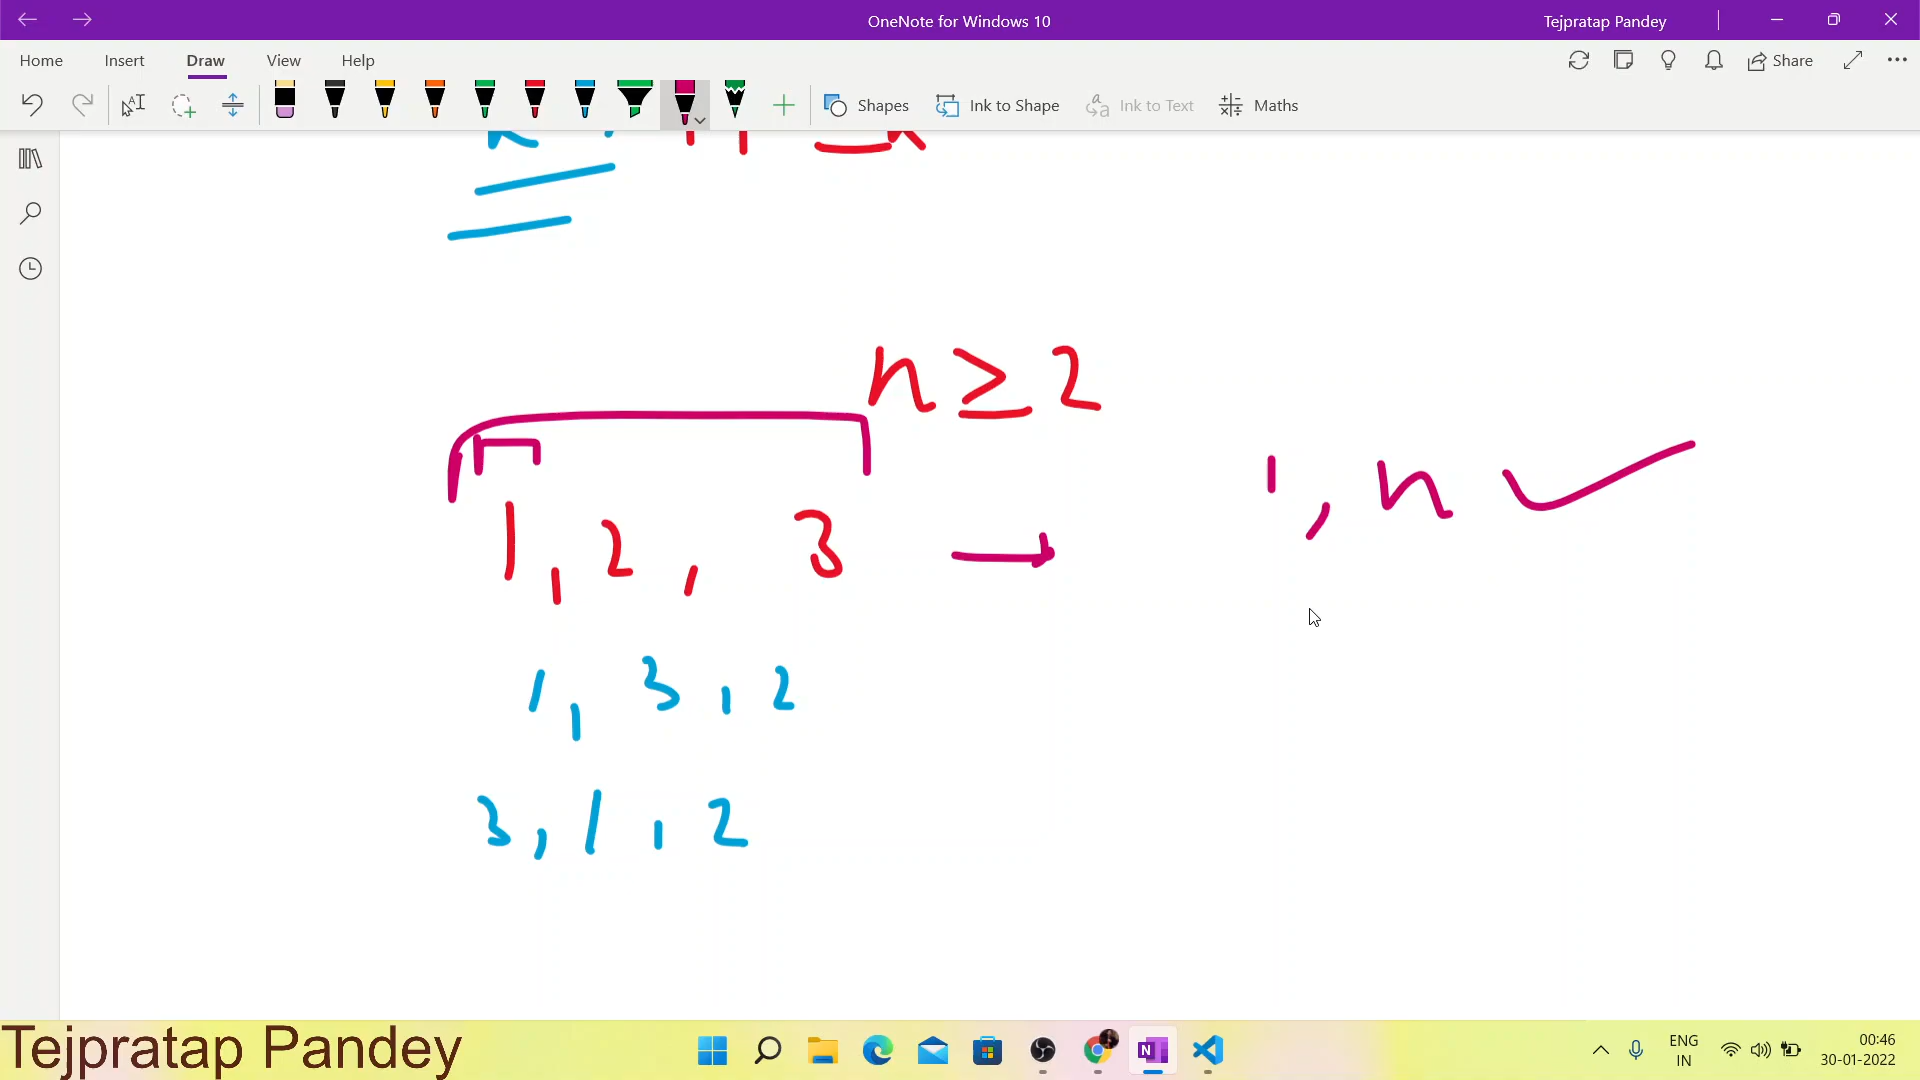 OneNote for Windows 10
Tejpratap Pandey
Home Insert Draw View Help
Share
Shapes Ink to Shape Ink to Text Maths
n ≥ 2
1, 2, 3 →
1, n ✓
1, 3, 2
3, 1, 2
Tejpratap Pandey
ENG
IN
00:46
30-01-2022